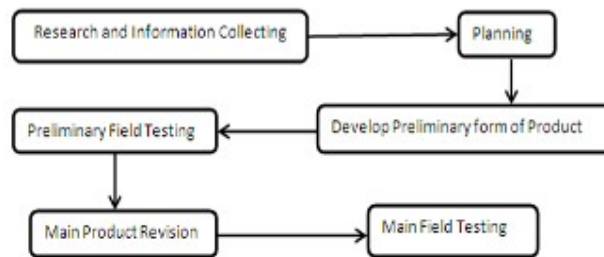 Research and Information Collecting
Planning
Develop Preliminary form of Product
Preliminary Field Testing
Main Product Revision
Main Field Testing